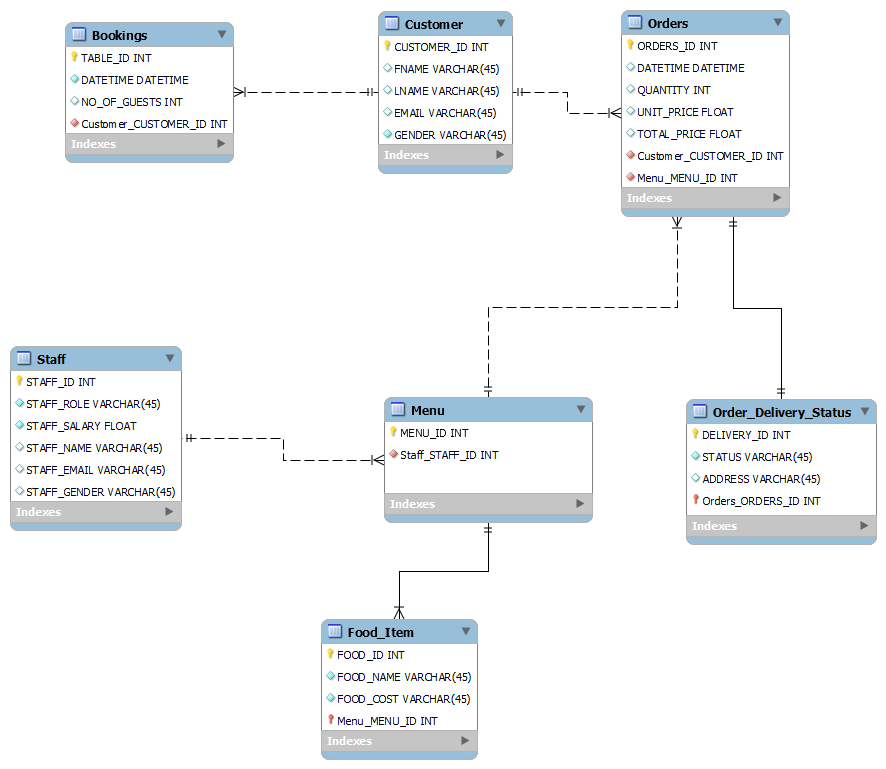 Bookings
TABLE_ID INT
DATETIME DATETIME
NO_OF_GUESTS INT
Customer_CUSTOMER_ID INT
Indexes
Customer
CUSTOMER_ID INT
FNAME VARCHAR(45)
LNAME VARCHAR(45)
EMAIL VARCHAR(45)
GENDER VARCHAR(45)
Indexes
Orders
ORDERS_ID INT
DATETIME DATETIME
QUANTITY INT
UNIT_PRICE FLOAT
TOTAL_PRICE FLOAT
Customer_CUSTOMER_ID INT
Menu_MENU_ID INT
Indexes
Staff
STAFF_ID INT
STAFF_ROLE VARCHAR(45)
STAFF_SALARY FLOAT
STAFF_NAME VARCHAR(45)
STAFF_EMAIL VARCHAR(45)
STAFF_GENDER VARCHAR(45)
Indexes
Menu
MENU_ID INT
Staff_STAFF_ID INT
Indexes
Order_Delivery_Status
DELIVERY_ID INT
STATUS VARCHAR(45)
ADDRESS VARCHAR(45)
Orders_ORDERS_ID INT
Indexes
Food_Item
FOOD_ID INT
FOOD_NAME VARCHAR(45)
FOOD_COST VARCHAR(45)
Menu_MENU_ID INT
Indexes